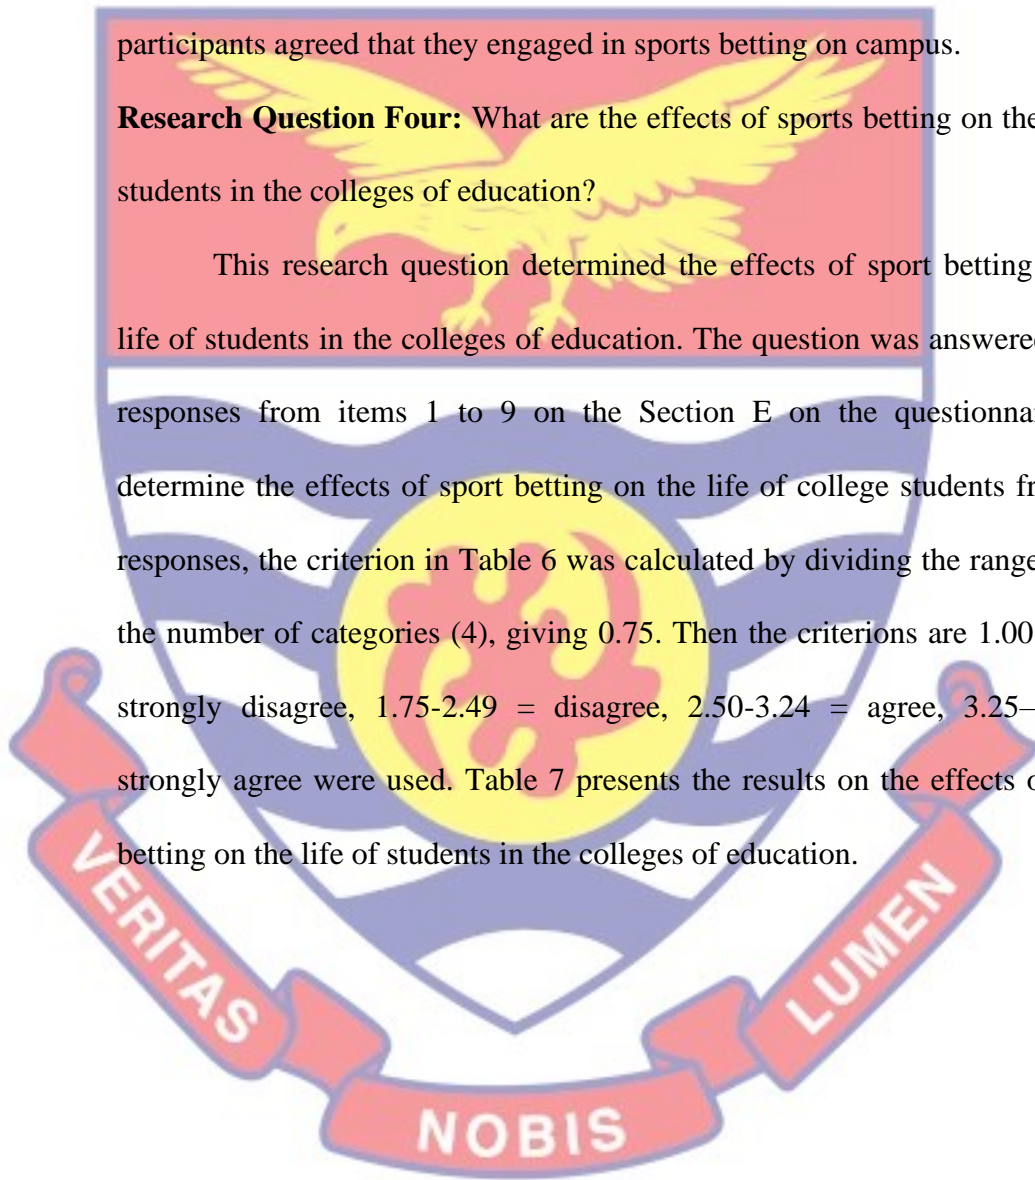 participants agreed that they engaged in sports betting on campus.
Research Question Four: What are the effects of sports betting on the
students in the colleges of education?
This research question determined the effects of sport betting
life of students in the colleges of education. The question was answered
responses from items 1 to 9 on the Section E on the
determine the effects of sport betting on the life of college students
responses, the criterion in Table 6 was calculated by dividing the range
the number of categories (4), giving 0.75. Then the criterions are 1.00
strongly disagree, 1.75-2.49 = disagree, 2.50-3.24 = agree, 3.25–
strongly agree were used. Table 7 presents the results on the effects
betting on the life of students in the colleges of education.
VERITAS
NOBIS
LUMEN